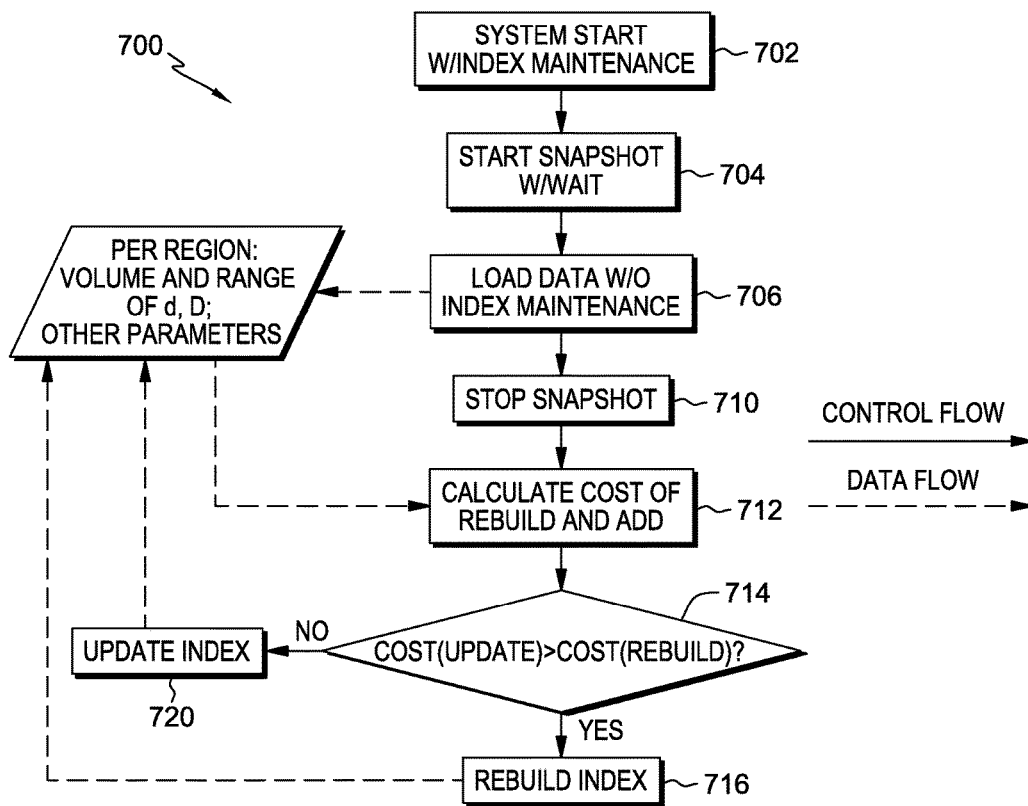 700
SYSTEM START
W/INDEX MAINTENANCE
702
START SNAPSHOT
W/WAIT
704
PER REGION:
VOLUME AND RANGE
OF d, D;
OTHER PARAMETERS
LOAD DATA W/O
INDEX MAINTENANCE
706
STOP SNAPSHOT
710
CONTROL FLOW
DATA FLOW
CALCULATE COST OF
REBUILD AND ADD
712
714
COST(UPDATE)>COST(REBUILD)?
NO
UPDATE INDEX
720
YES
REBUILD INDEX
716